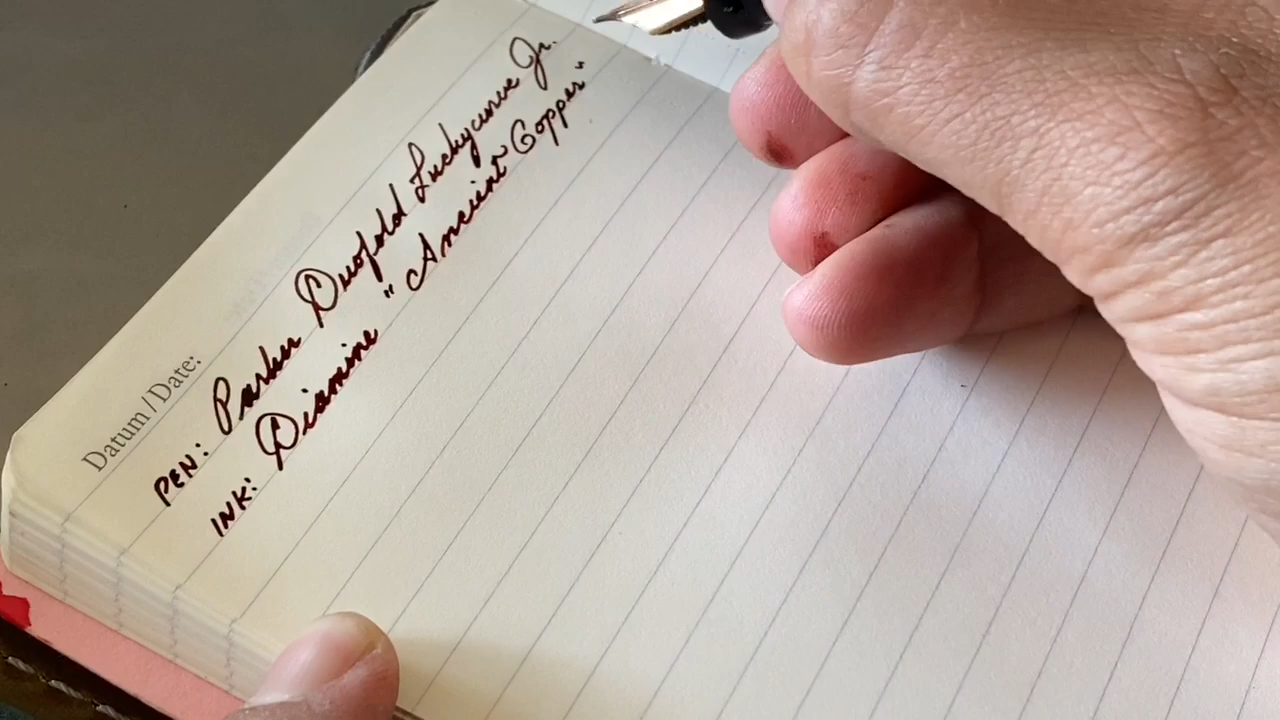 Datum/Date:
PEN: Parker Duofold Luckycurve Jr.
INK: Diamine "Ancient Copper"